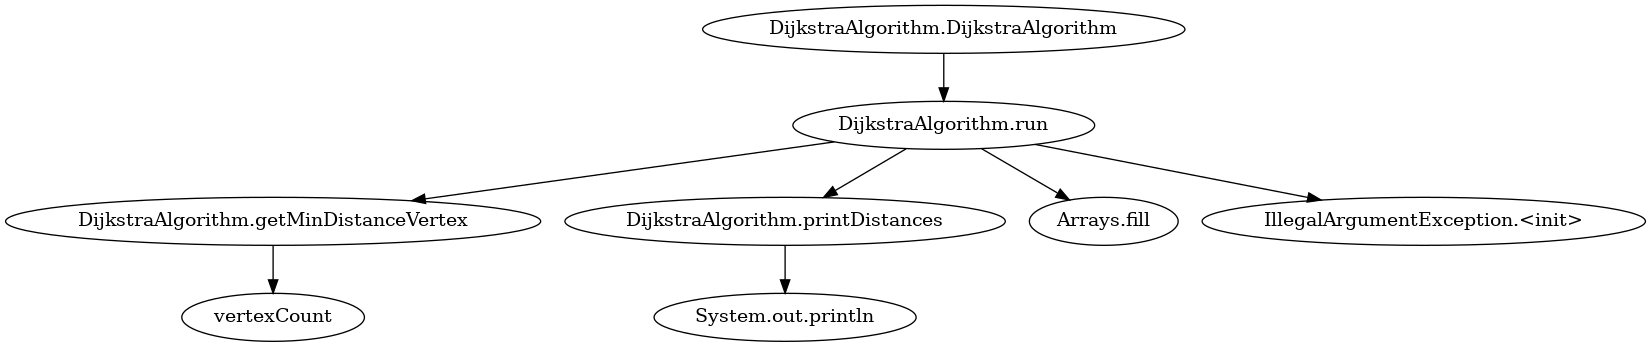 DijkstraAlgorithm.DijkstraAlgorithm
DijkstraAlgorithm.run
DijkstraAlgorithm.getMinDistanceVertex
DijkstraAlgorithm.printDistances
Arrays.fill
IllegalArgumentException.<init>
vertexCount
System.out.println